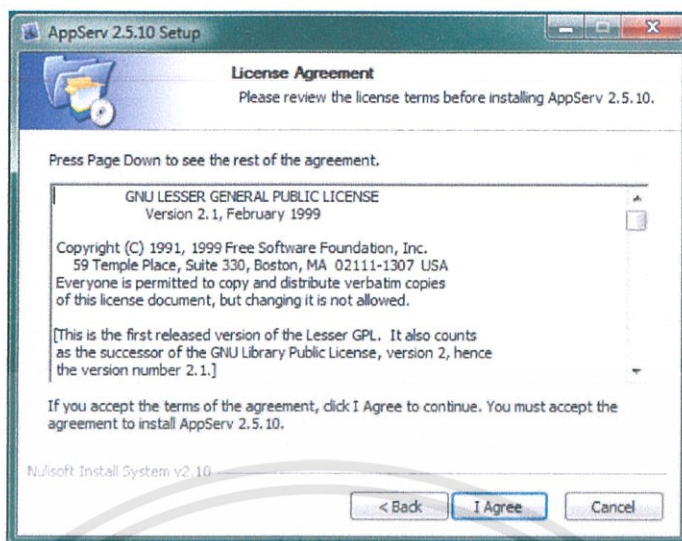 AppServ 2.5.10 Setup
License Agreement
Please review the license terms before installing AppServ 2.5.10.
Press Page Down to see the rest of the agreement.
GNU LESSER GENERAL PUBLIC LICENSE
Version 2.1, February 1999
Copyright (C) 1991, 1999 Free Software Foundation, Inc.
59 Temple Place, Suite 330, Boston, MA 02111-1307 USA
Everyone is permitted to copy and distribute verbatim copies
of this license document, but changing it is not allowed.
[This is the first released version of the Lesser GPL. It also counts
as the successor of the GNU Library Public License, version 2, hence
the version number 2.1.]
If you accept the terms of the agreement, click I Agree to continue. You must accept the
agreement to install AppServ 2.5.10.
Nullsoft Install System v2.18
< Back
I Agree
Cancel